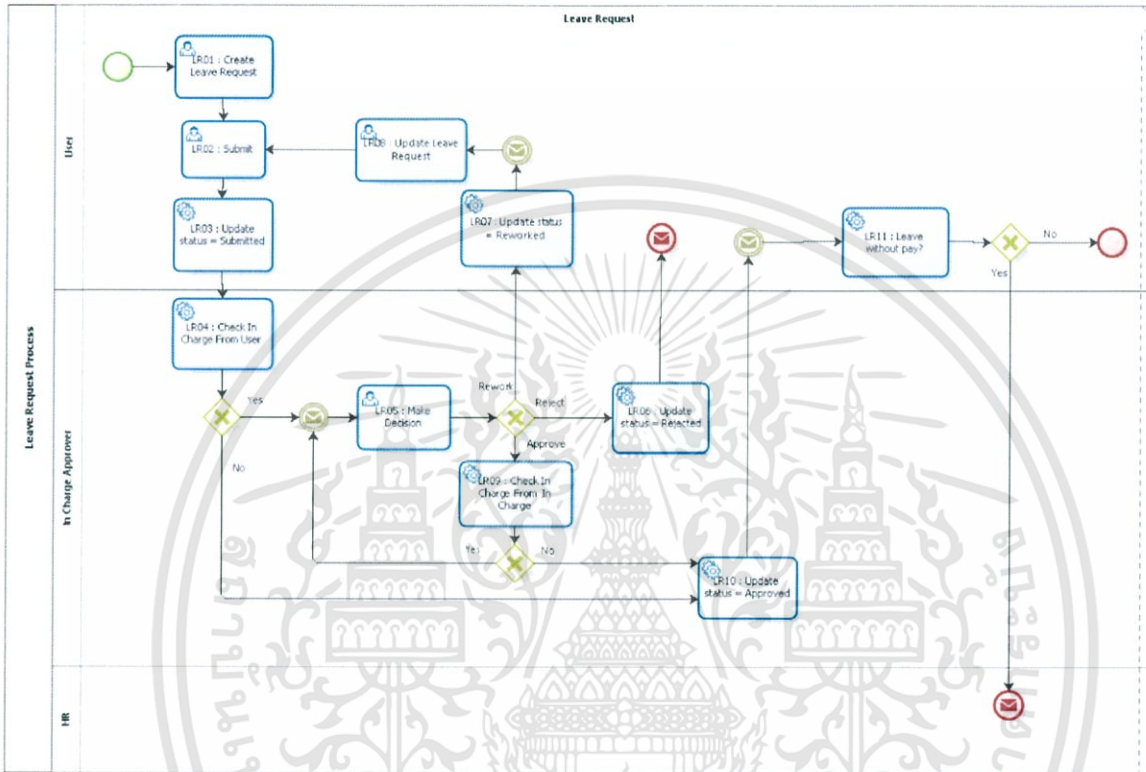 Leave Request
Leave Request Process
User
LR01 : Create
Leave Request
LR02 : Submit
LR08 : Update Leave
Request
LR03 : Update
status = Submitted
LR07 : Update status
= Reworked
LR11 : Leave
without pay?
No
Yes
In Charge Approver
LR04 : Check In
Charge From User
Yes
No
LR05 : Make
Decision
Rework
Reject
Approve
LR06 : Update
status = Rejected
LR09 : Check In
Charge From In
Charge
Yes
No
LR10 : Update
status = Approved
HR